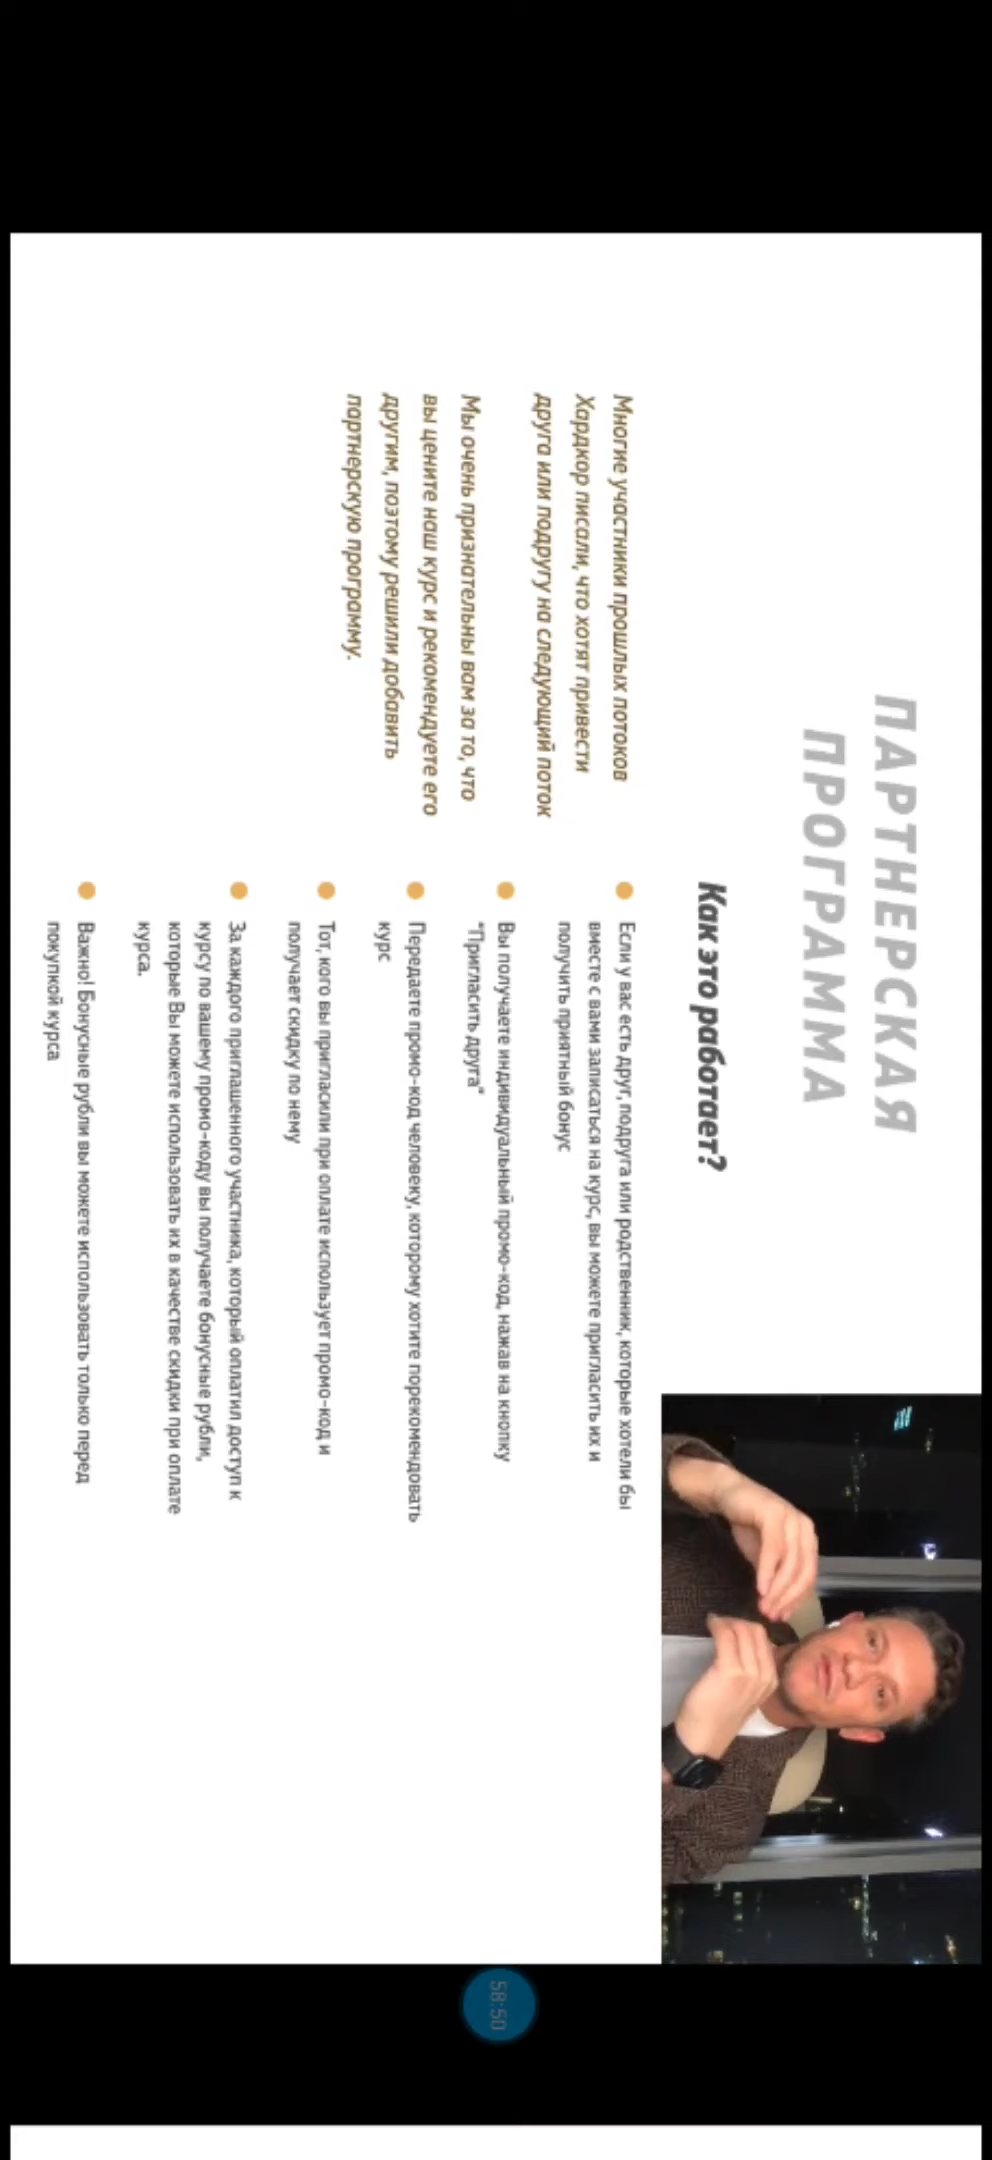 ПАРТНЕРСКАЯ
ПРОГРАММА
Многие участники прошлых потоков
Хардкор писали, что хотят привести
друга или подругу на следующий поток
Мы очень признательны вам за то, что
вы цените наш курс и рекомендуете его
другим, поэтому решили добавить
партнерскую программу.
Как это работает?
Если у вас есть друг, подруга или родственник, которые хотели бы
вместе с вами записаться на курс, вы можете пригласить их и
получить приятный бонус
Вы получаете индивидуальный промо-код, нажав на кнопку
"Пригласить друга"
Передаете промо-код человеку, которому хотите порекомендовать
курс
Тот, кого вы пригласили при оплате использует промо-код и
получает скидку по нему
За каждого приглашенного участника, который оплатил доступ к
курсу по вашему промо-коду вы получаете бонусные рубли,
которые Вы можете использовать их в качестве скидки при оплате
курса.
Важно! Бонусные рубли вы можете использовать только перед
покупкой курса
58:50